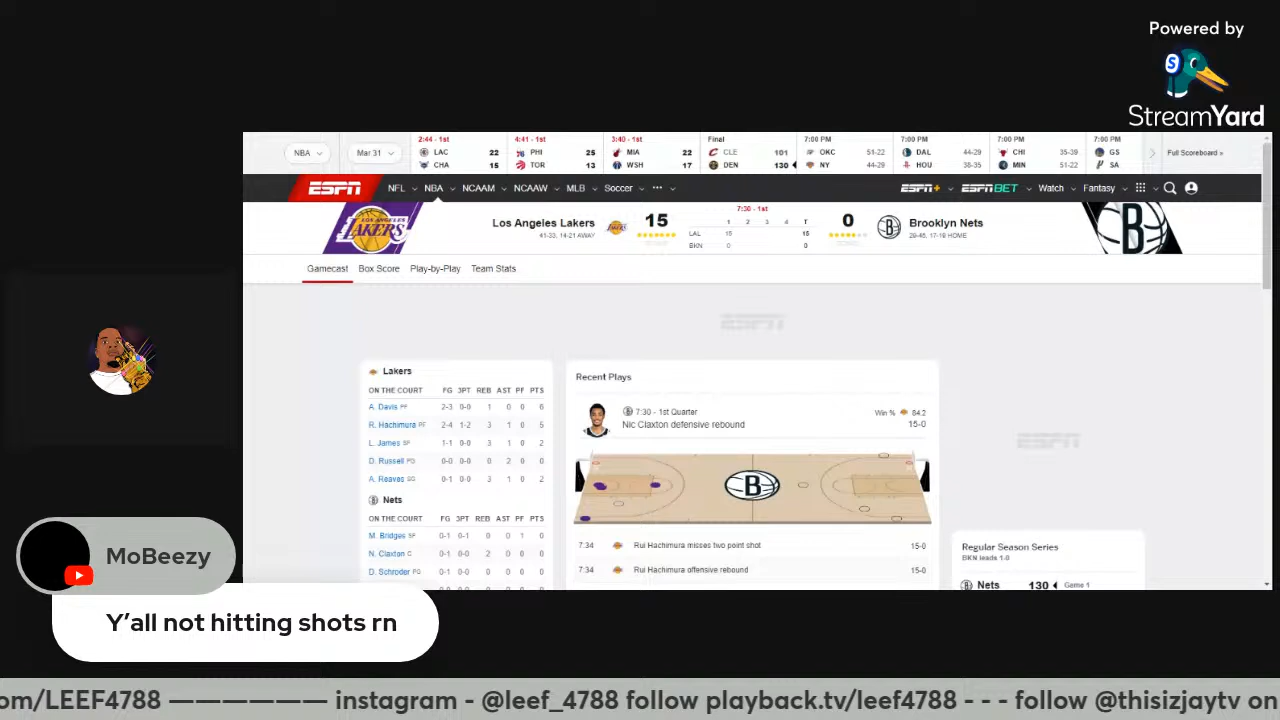 Powered by
StreamYard
NBA
Mar 31
2:44 - 1st
LAC 22
CHA 15
4:41 - 1st
PHI 25
TOR 13
3:40 - 1st
MIA 22
WSH 17
Final
CLE 101
DEN 130
7:00 PM
OKC 51-22
NY 44-29
7:00 PM
DAL 44-29
HOU 38-35
7:00 PM
CHI 35-39
MIN 51-22
7:00 PM
GS
SA
Full Scoreboard »
ESPN NFL NBA NCAAM NCAAW MLB Soccer ••• ESPN+ ESPN BET Watch Fantasy
LOS ANGELES LAKERS
Los Angeles Lakers 15
41-33, 14-21 AWAY
7:30 - 1st
1 2 3 4 T
LAL 15 15
BKN 0 0
0 Brooklyn Nets
29-45, 17-19 HOME
B
Gamecast Box Score Play-by-Play Team Stats
ESPN
Lakers
ON THE COURT FG 3PT REB AST PF PTS
A. Davis PF 2-3 0-0 1 0 0 6
R. Hachimura PF 2-4 1-2 3 1 0 5
L. James SF 1-1 0-0 3 1 0 2
D. Russell PG 0-0 0-0 0 2 0 0
A. Reaves SG 0-1 0-0 3 1 0 2
Nets
ON THE COURT FG 3PT REB AST PF PTS
M. Bridges SF 0-1 0-1 0 0 1 0
N. Claxton C 0-1 0-0 2 0 0 0
D. Schroder PG 0-1 0-1 0 0 0 0
Recent Plays
7:30 - 1st Quarter
Nic Claxton defensive rebound
Win % 84.2
15-0
B
7:34 Rui Hachimura misses two point shot 15-0
7:34 Rui Hachimura offensive rebound 15-0
ESPN
Regular Season Series
BKN leads 1-0
Nets 130 Game 1
MoBeezy
Y’all not hitting shots rn
om/LEEF4788 —————— instagram - @leef_4788 follow playback.tv/leef4788 - - - follow @thisizjaytv on